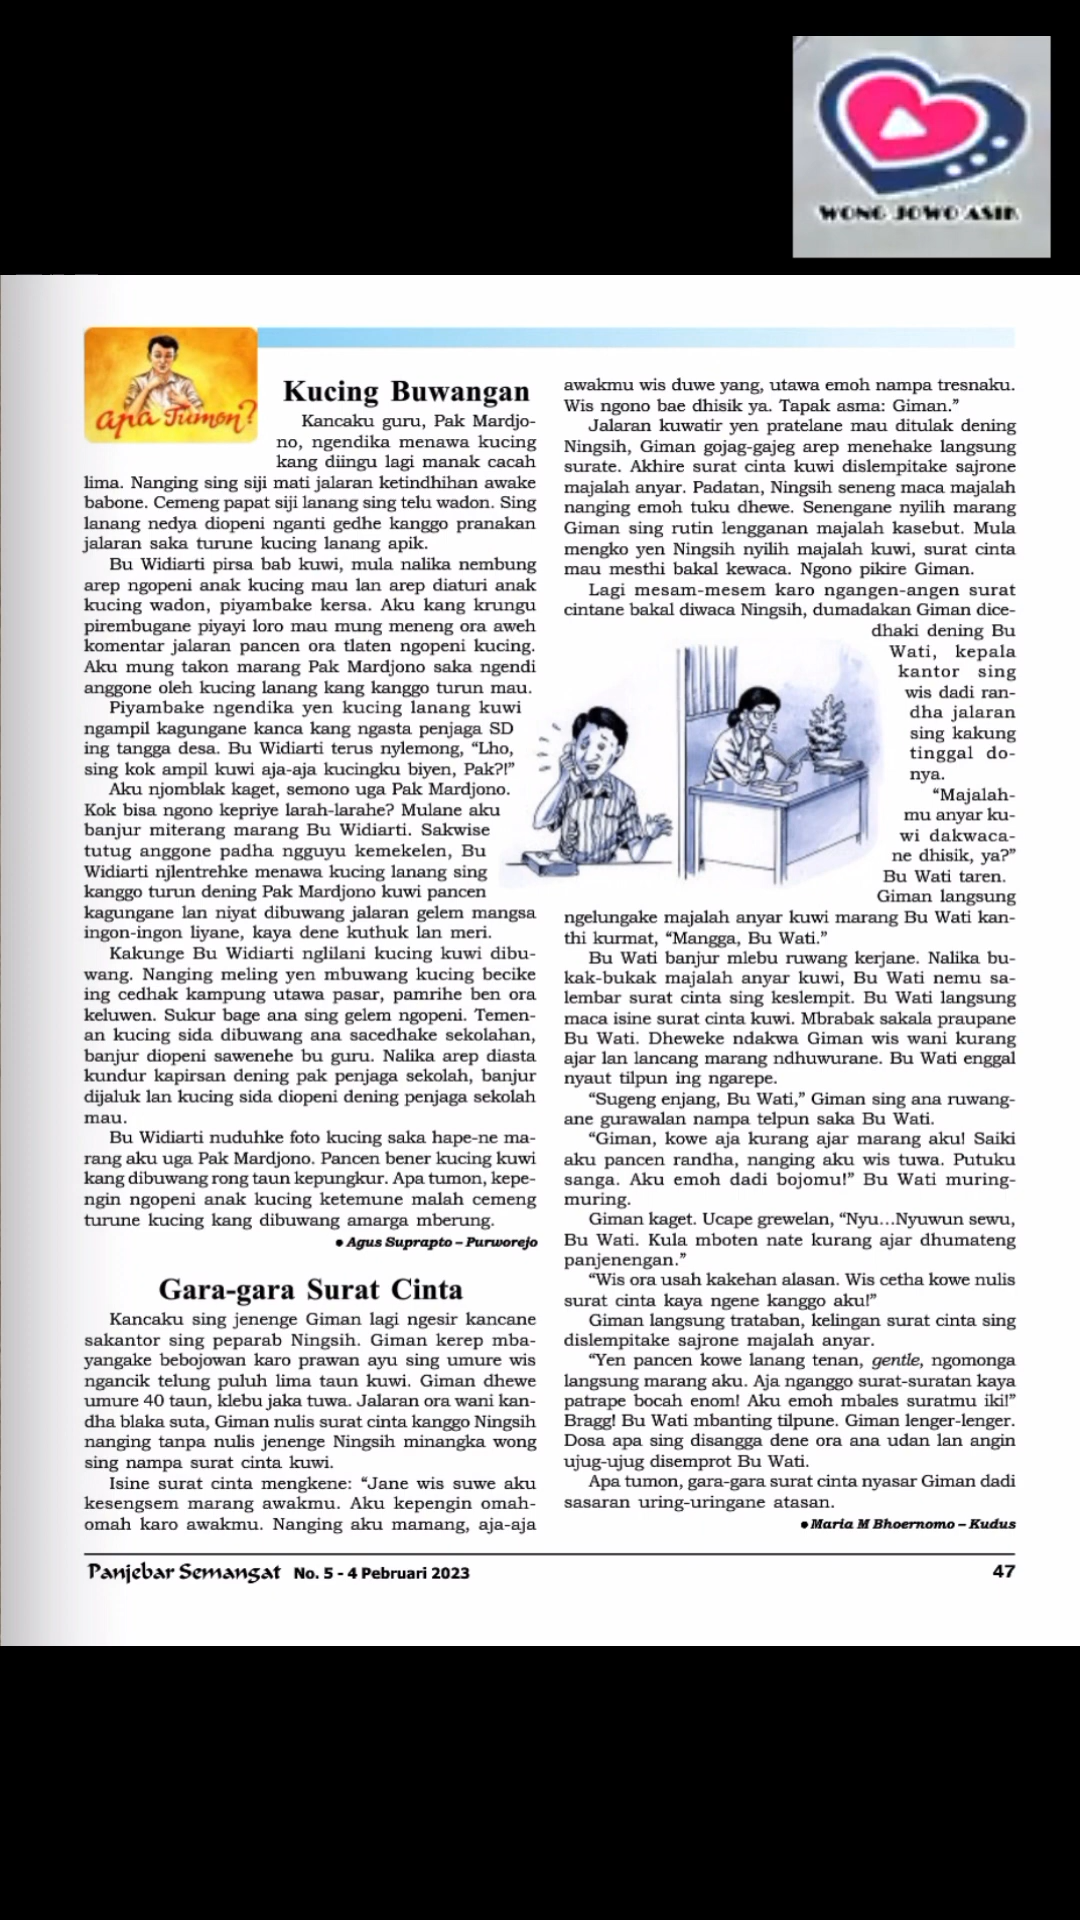 WONG JOWO ASIK
apa Tumon?
Kucing Buwangan
Kancaku guru, Pak Mardjo-
no, ngendika menawa kucing
kang diingu lagi manak cacah
lima. Nanging sing siji mati jalaran ketindhihan awake
babone. Cemeng papat siji lanang sing telu wadon. Sing
lanang nedya diopeni nganti gedhe kanggo pranakan
jalaran saka turune kucing lanang apik.
Bu Widiarti pirsa bab kuwi, mula nalika nembung
arep ngopeni anak kucing mau lan arep diaturi anak
kucing wadon, piyambake kersa. Aku kang krungu
pirembugane piyayi loro mau mung meneng ora aweh
komentar jalaran pancen ora tlaten ngopeni kucing.
Aku mung takon marang Pak Mardjono saka ngendi
anggone oleh kucing lanang kang kanggo turun mau.
Piyambake ngendika yen kucing lanang kuwi
ngampil kagungane kanca kang ngasta penjaga SD
ing tangga desa. Bu Widiarti terus nylemong, “Lho,
sing kok ampil kuwi aja-aja kucingku biyen, Pak?!”
Aku njomblak kaget, semono uga Pak Mardjono.
Kok bisa ngono kepriye larah-larahe? Mulane aku
banjur miterang marang Bu Widiarti. Sakwise
tutug anggone padha ngguyu kemekelen, Bu
Widiarti njlentrehke menawa kucing lanang sing
kanggo turun dening Pak Mardjono kuwi pancen
kagungane lan niyat dibuwang jalaran gelem mangsa
ingon-ingon liyane, kaya dene kuthuk lan meri.
Kakunge Bu Widiarti nglilani kucing kuwi dibu-
wang. Nanging meling yen mbuwang kucing becike
ing cedhak kampung utawa pasar, pamrihe ben ora
keluwen. Sukur bage ana sing gelem ngopeni. Temen-
an kucing sida dibuwang ana sacedhake sekolahan,
banjur diopeni sawenehe bu guru. Nalika arep diasta
kundur kapirsan dening pak penjaga sekolah, banjur
dijaluk lan kucing sida diopeni dening penjaga sekolah
mau.
Bu Widiarti nuduhke foto kucing saka hape-ne ma-
rang aku uga Pak Mardjono. Pancen bener kucing kuwi
kang dibuwang rong taun kepungkur. Apa tumon, kepe-
ngin ngopeni anak kucing ketemune malah cemeng
turune kucing kang dibuwang amarga mberung.
● Agus Suprapto – Purworejo
Gara-gara Surat Cinta
Kancaku sing jenenge Giman lagi ngesir kancane
sakantor sing peparab Ningsih. Giman kerep mba-
yangake bebojowan karo prawan ayu sing umure wis
ngancik telung puluh lima taun kuwi. Giman dhewe
umure 40 taun, klebu jaka tuwa. Jalaran ora wani kan-
dha blaka suta, Giman nulis surat cinta kanggo Ningsih
nanging tanpa nulis jenenge Ningsih minangka wong
sing nampa surat cinta kuwi.
Isine surat cinta mengkene: “Jane wis suwe aku
kesengsem marang awakmu. Aku kepengin omah-
omah karo awakmu. Nanging aku mamang, aja-aja
awakmu wis duwe yang, utawa emoh nampa tresnaku.
Wis ngono bae dhisik ya. Tapak asma: Giman.”
Jalaran kuwatir yen pratelane mau ditulak dening
Ningsih, Giman gojag-gajeg arep menehake langsung
surate. Akhire surat cinta kuwi dislempitake sajrone
majalah anyar. Padatan, Ningsih seneng maca majalah
nanging emoh tuku dhewe. Senengane nyilih marang
Giman sing rutin lengganan majalah kasebut. Mula
mengko yen Ningsih nyilih majalah kuwi, surat cinta
mau mesthi bakal kewaca. Ngono pikire Giman.
Lagi mesam-mesem karo ngangen-angen surat
cintane bakal diwaca Ningsih, dumadakan Giman dice-
dhaki dening Bu
Wati, kepala
kantor sing
wis dadi ran-
dha jalaran
sing kakung
tinggal do-
nya.
“Majalah-
mu anyar ku-
wi dakwaca-
ne dhisik, ya?”
Bu Wati taren.
Giman langsung
ngelungake majalah anyar kuwi marang Bu Wati kan-
thi kurmat, “Mangga, Bu Wati.”
Bu Wati banjur mlebu ruwang kerjane. Nalika bu-
kak-bukak majalah anyar kuwi, Bu Wati nemu sa-
lembar surat cinta sing keslempit. Bu Wati langsung
maca isine surat cinta kuwi. Mbrabak sakala praupane
Bu Wati. Dheweke ndakwa Giman wis wani kurang
ajar lan lancang marang ndhuwurane. Bu Wati enggal
nyaut tilpun ing ngarepe.
“Sugeng enjang, Bu Wati,” Giman sing ana ruwang-
ane gurawalan nampa telpun saka Bu Wati.
“Giman, kowe aja kurang ajar marang aku! Saiki
aku pancen randha, nanging aku wis tuwa. Putuku
sanga. Aku emoh dadi bojomu!” Bu Wati muring-
muring.
Giman kaget. Ucape grewelan, “Nyu...Nyuwun sewu,
Bu Wati. Kula mboten nate kurang ajar dhumateng
panjenengan.”
“Wis ora usah kakehan alasan. Wis cetha kowe nulis
surat cinta kaya ngene kanggo aku!”
Giman langsung trataban, kelingan surat cinta sing
dislempitake sajrone majalah anyar.
“Yen pancen kowe lanang tenan, gentle, ngomonga
langsung marang aku. Aja nganggo surat-suratan kaya
patrape bocah enom! Aku emoh mbales suratmu iki!”
Bragg! Bu Wati mbanting tilpune. Giman lenger-lenger.
Dosa apa sing disangga dene ora ana udan lan angin
ujug-ujug disemprot Bu Wati.
Apa tumon, gara-gara surat cinta nyasar Giman dadi
sasaran uring-uringane atasan.
● Maria M Bhoernomo – Kudus
Panjebar Semangat No. 5 - 4 Pebruari 2023
47